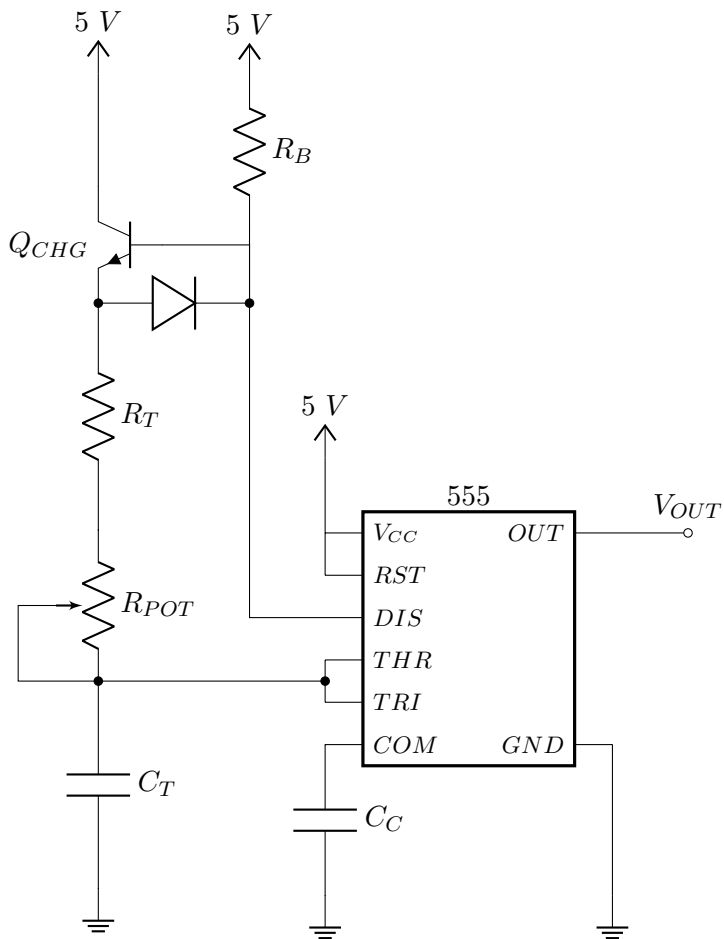 5 V
5 V
R_B
Q_CHG
R_T
5 V
555
V_OUT
V_CC
OUT
RST
R_POT
DIS
THR
TRI
COM
GND
C_T
C_C